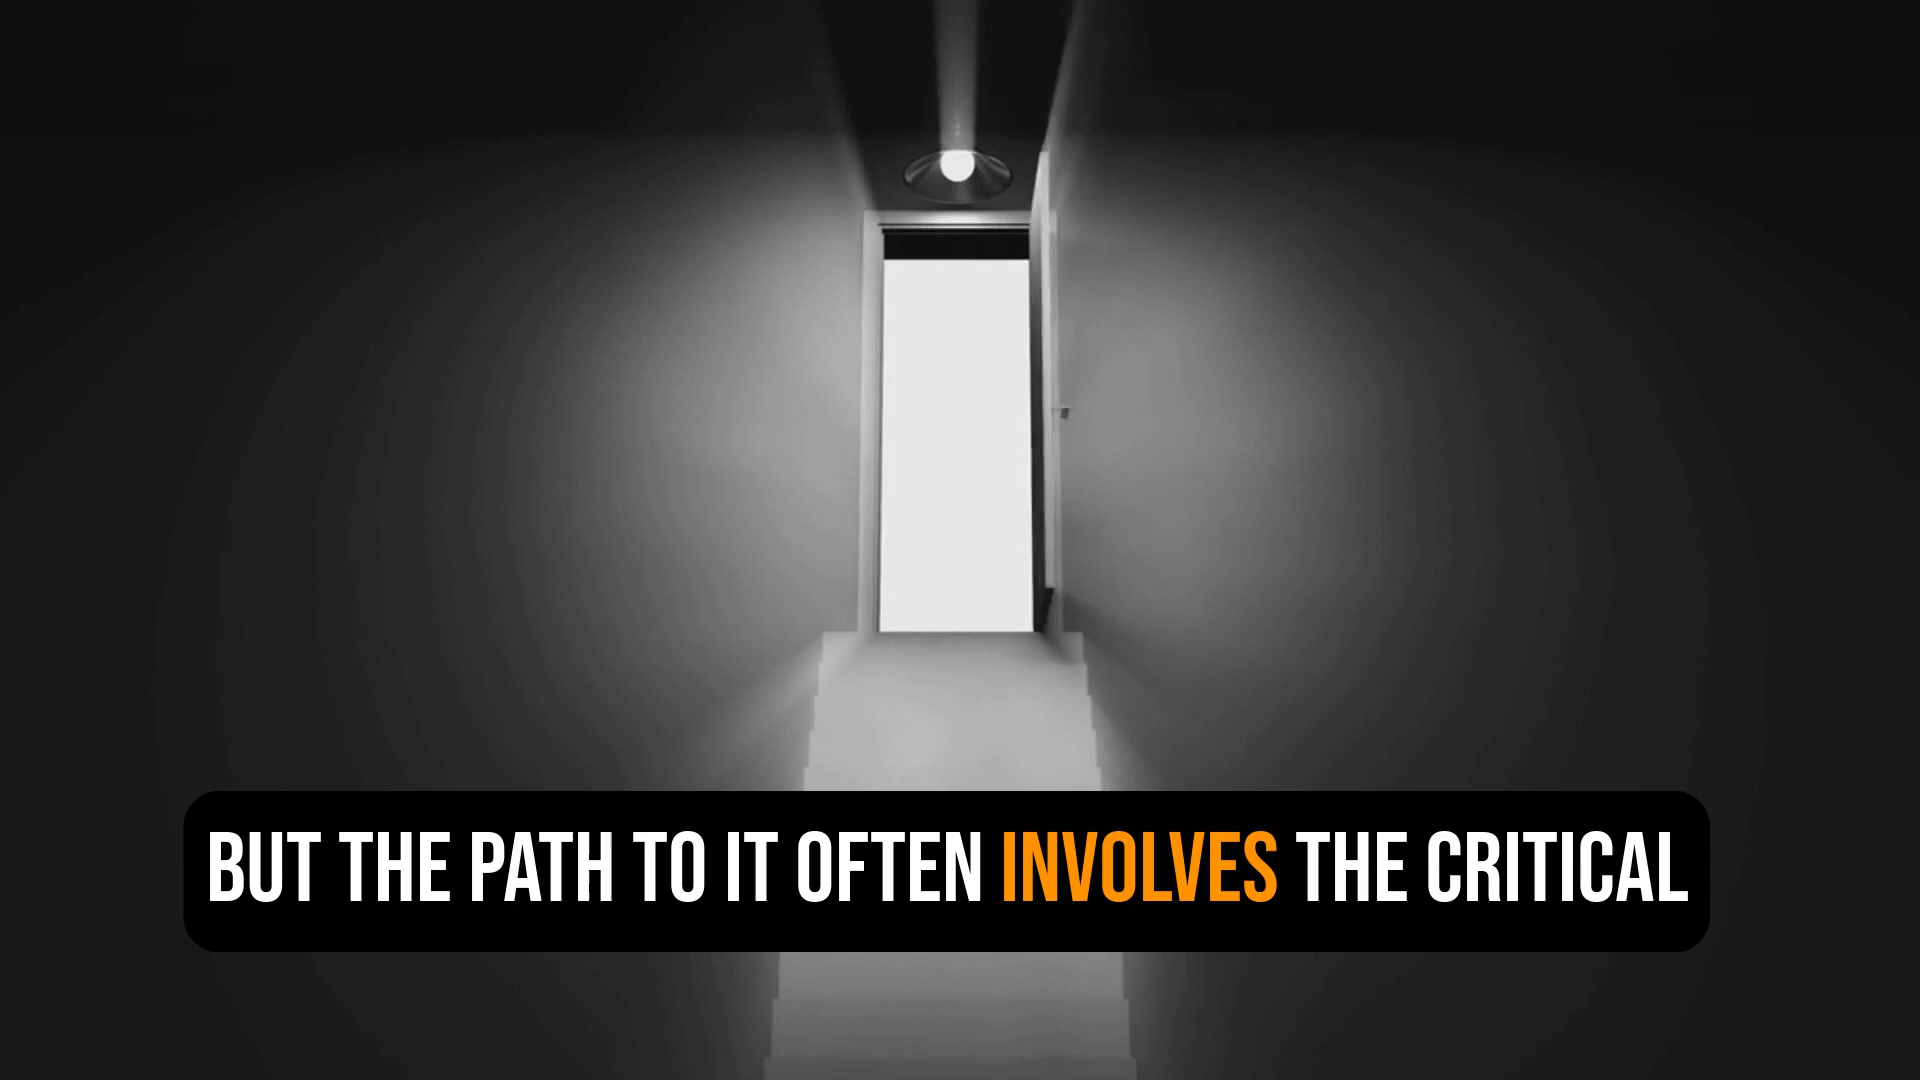 BUT THE PATH TO IT OFTEN INVOLVES THE CRITICAL